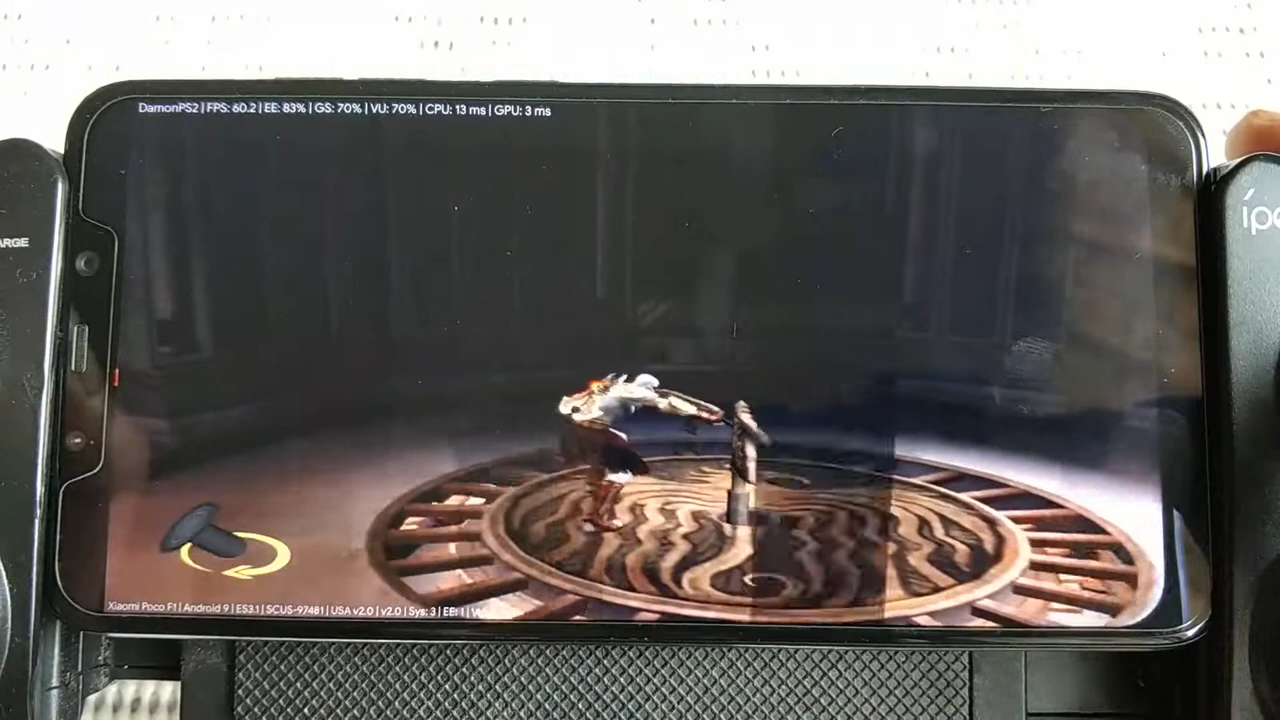 DamonPS2 | FPS: 60.2 | EE: 83% | GS: 70% | VU: 70% | CPU: 13 ms | GPU: 3 ms
ARGE
ípe
Xiaomi Poco F1 | Android 9 | ES3.1 | SCUS-97481 | USA v2.0 | v2.0 | Sys: 3 | EE: 1 |